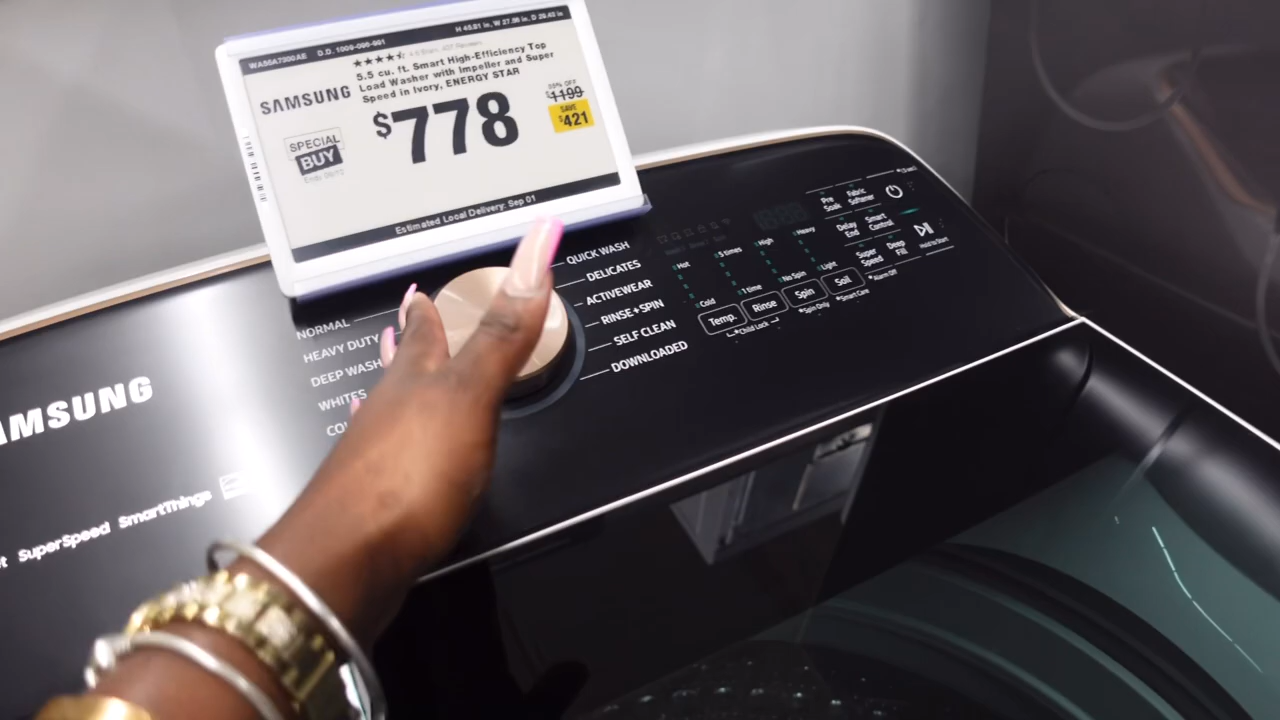 WA55A7300AE D.D. 1009-096-991 H 45.81 in, W 27.56 in, D 29.45 in
SAMSUNG
5.5 cu. ft. Smart High-Efficiency Top
Load Washer with Impeller and Super
Speed in Ivory, ENERGY STAR
SPECIAL
BUY
$778
35% OFF
$1199
SAVE
$421
Estimated Local Delivery: Sep 01
NORMAL
HEAVY DUTY
DEEP WASH
WHITES
QUICK WASH
DELICATES
ACTIVEWEAR
RINSE+SPIN
SELF CLEAN
DOWNLOADED
Hot
5 times
High
Heavy
Cold
1 time
No Spin
Light
Temp.
Rinse
Spin
Soil
*Child Lock
*Spin Only
*Smart Care
Pre
Soak
Fabric
Softener
Delay
End
Smart
Control
Super
Speed
Deep
Fill
*Alarm Off
Hold to Start
AMSUNG
SuperSpeed SmartThings